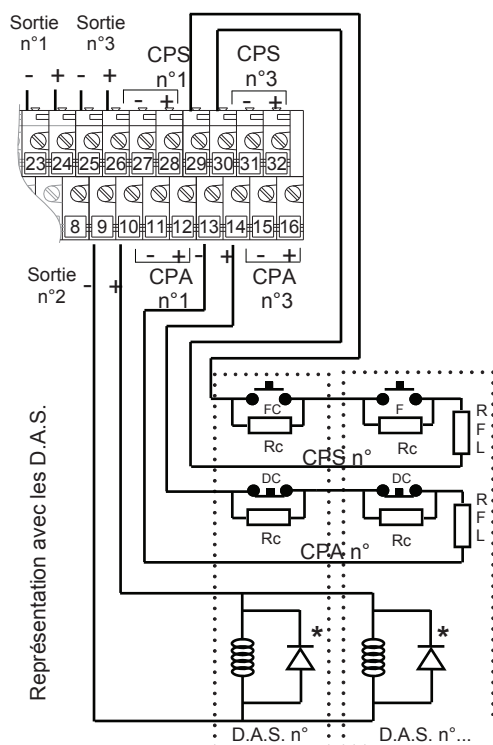 Sortie
n°1
Sortie
n°3
CPS
n°1
CPS
n°3
- + - + - + - +
23 24 25 26 27 28 29 30 31 32
8 9 10 11 12 13 14 15 16
Sortie
n°2
- +
- +
CPA
n°1
- +
- +
CPA
n°3
FC F
Rc Rc
R
F
L
CPS n°
DC DC
Rc Rc
R
F
L
CPA n°
* *
D.A.S. n° D.A.S. n°...
Représentation avec les D.A.S.